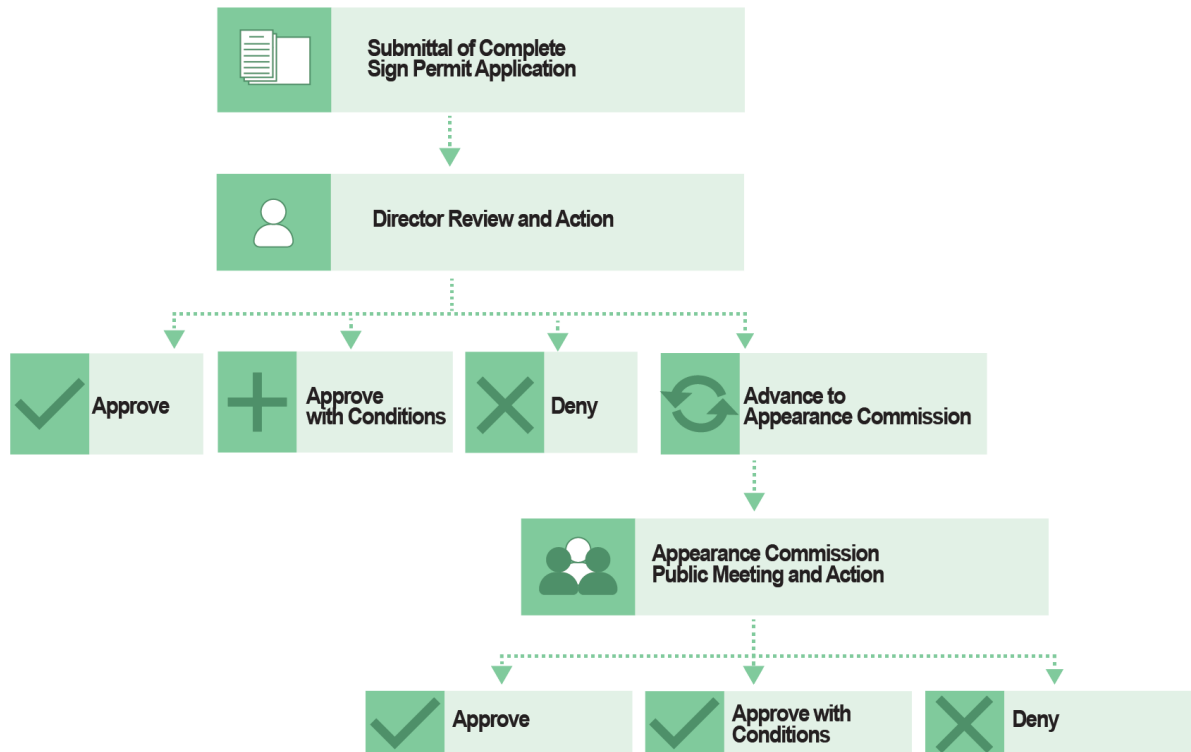 Submittal of Complete
Sign Permit Application
Director Review and Action
Approve
Approve
with Conditions
Deny
Advance to
Appearance Commission
Appearance Commission
Public Meeting and Action
Approve
Approve with
Conditions
Deny